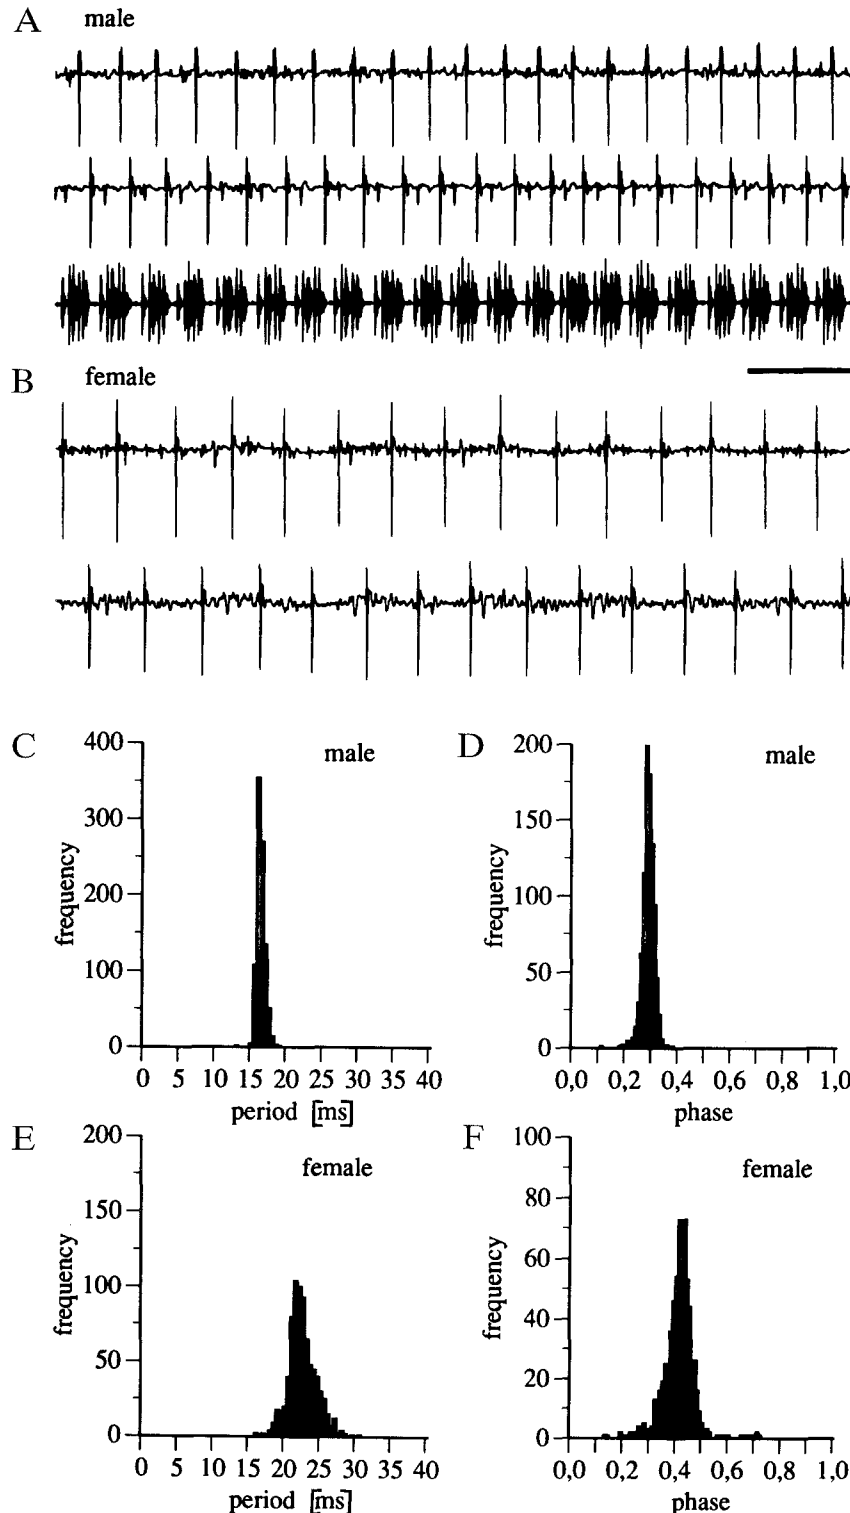 A male
B female
C
male
400
300
200
100
0
frequency
0 5 10 15 20 25 30 35 40
period [ms]
D
male
200
150
100
50
0
frequency
0,0 0,2 0,4 0,6 0,8 1,0
phase
E
female
200
150
100
50
0
frequency
0 5 10 15 20 25 30 35 40
period [ms]
F
female
100
80
60
40
20
0
frequency
0,0 0,2 0,4 0,6 0,8 1,0
phase